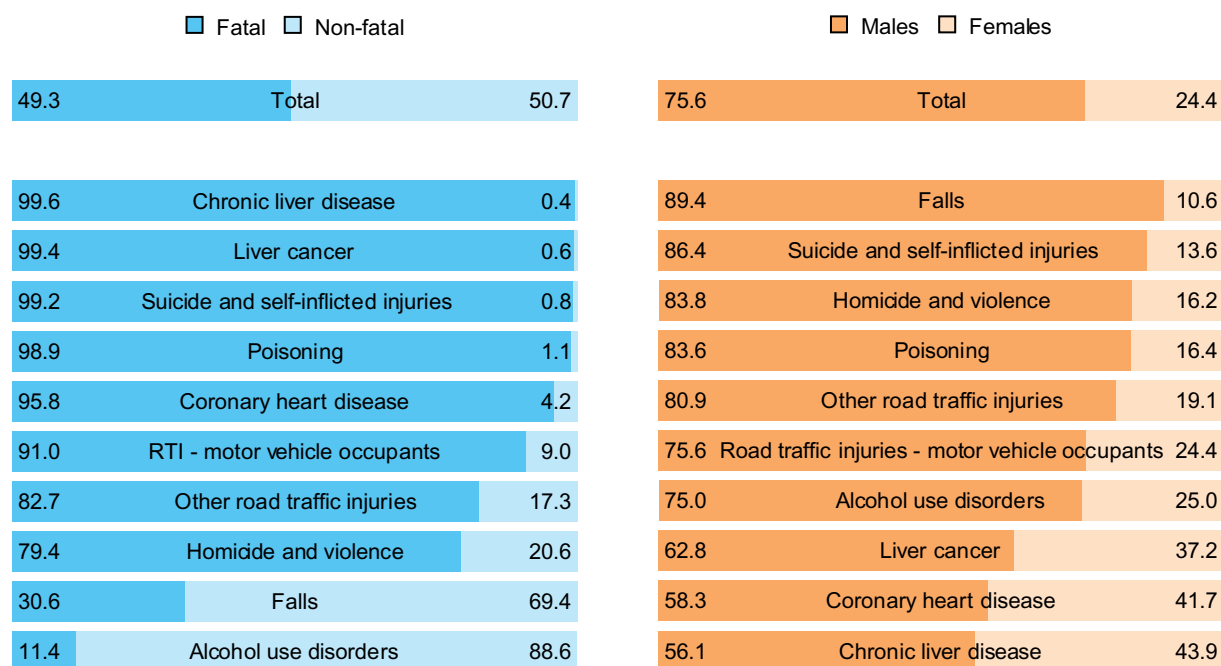 Fatal Non-fatal
49.3 Total 50.7
99.6 Chronic liver disease 0.4
99.4 Liver cancer 0.6
99.2 Suicide and self-inflicted injuries 0.8
98.9 Poisoning 1.1
95.8 Coronary heart disease 4.2
91.0 RTI - motor vehicle occupants 9.0
82.7 Other road traffic injuries 17.3
79.4 Homicide and violence 20.6
30.6 Falls 69.4
11.4 Alcohol use disorders 88.6
Males Females
75.6 Total 24.4
89.4 Falls 10.6
86.4 Suicide and self-inflicted injuries 13.6
83.8 Homicide and violence 16.2
83.6 Poisoning 16.4
80.9 Other road traffic injuries 19.1
75.6 Road traffic injuries - motor vehicle occupants 24.4
75.0 Alcohol use disorders 25.0
62.8 Liver cancer 37.2
58.3 Coronary heart disease 41.7
56.1 Chronic liver disease 43.9